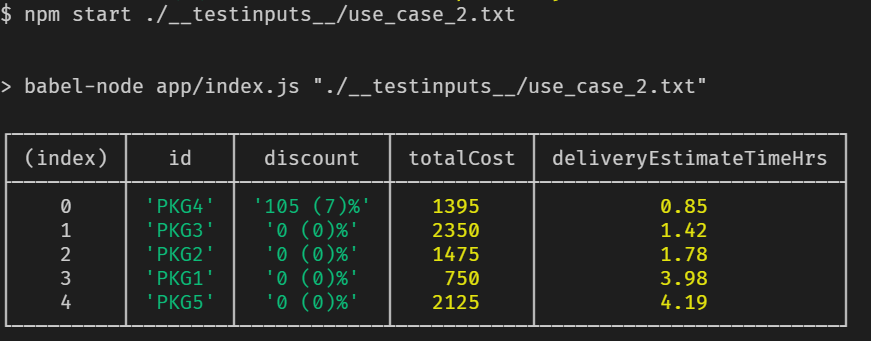 $ npm start ./__testinputs__/use_case_2.txt
> babel-node app/index.js "./__testinputs__/use_case_2.txt"
(index) id discount totalCost deliveryEstimateTimeHrs
0 'PKG4' '105 (7)%' 1395 0.85
1 'PKG3' '0 (0)%' 2350 1.42
2 'PKG2' '0 (0)%' 1475 1.78
3 'PKG1' '0 (0)%' 750 3.98
4 'PKG5' '0 (0)%' 2125 4.19